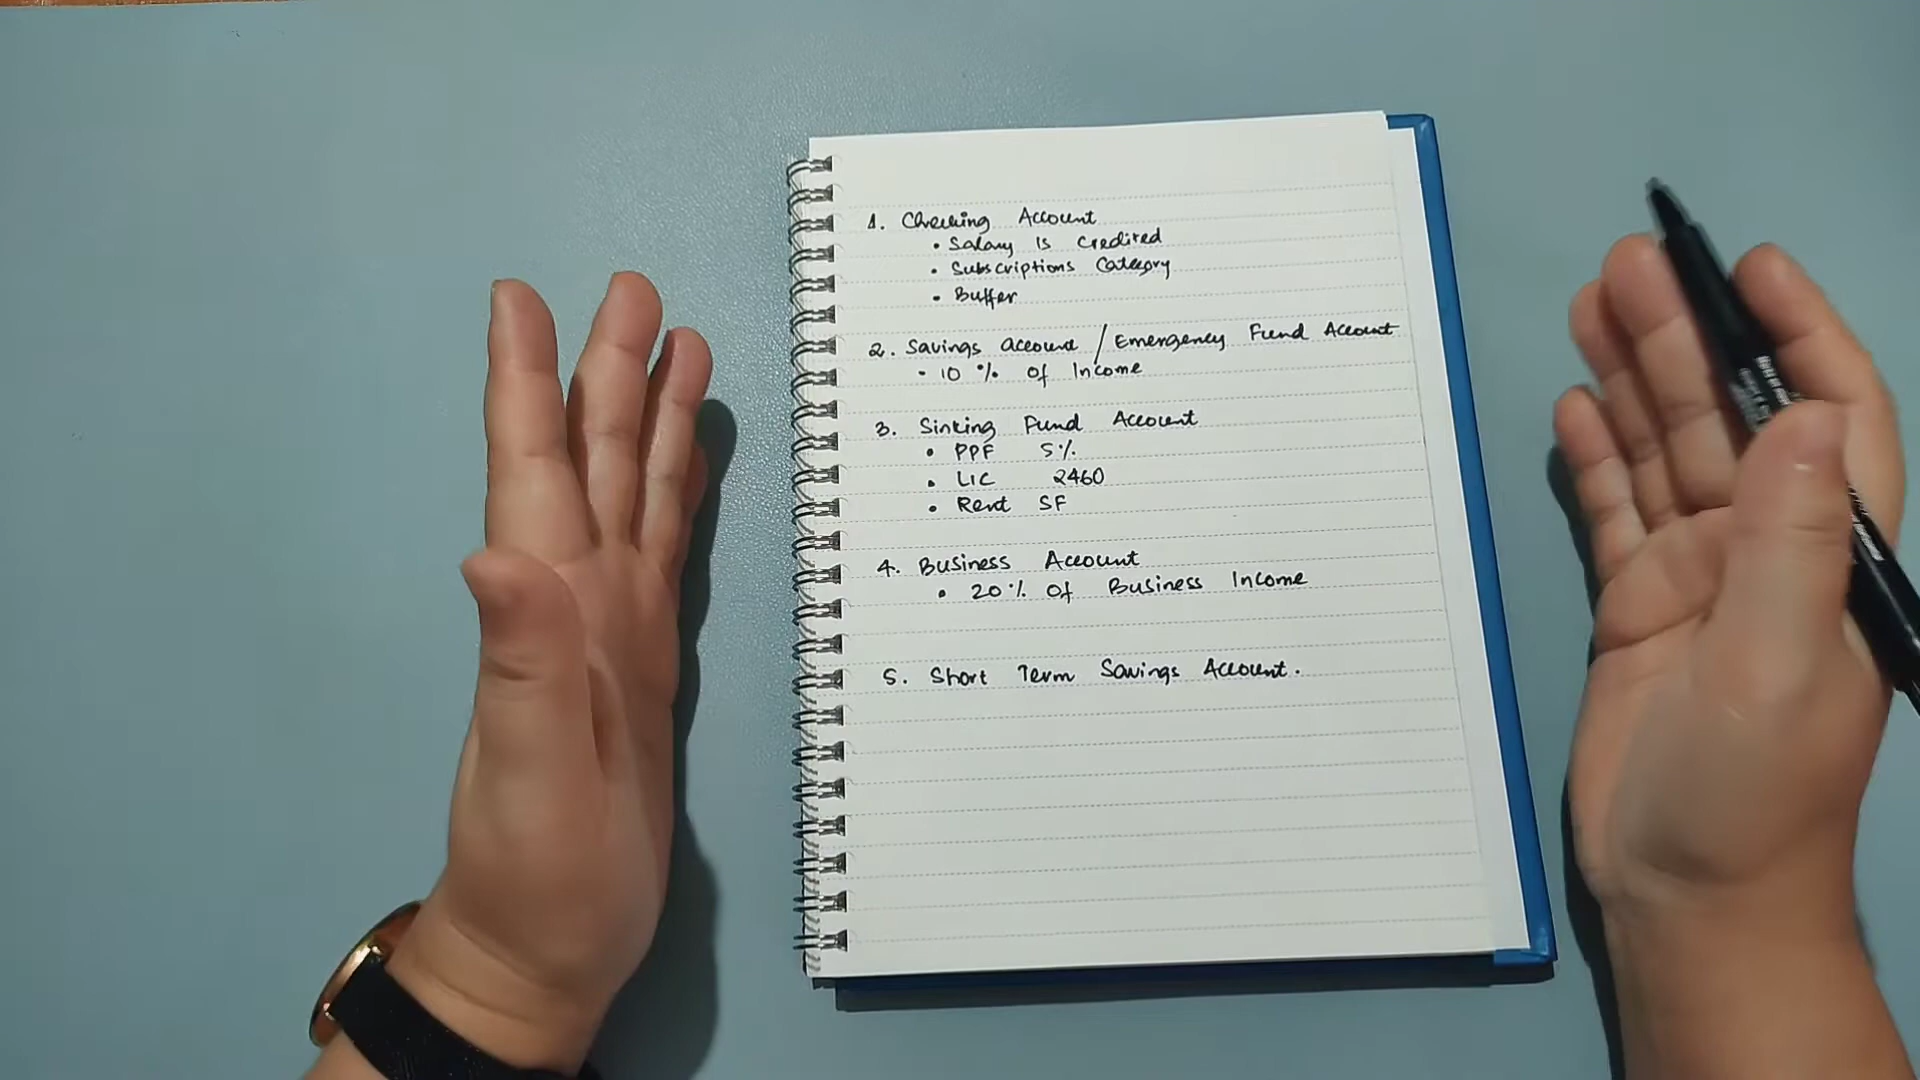 1. Checking Account
• Salary is credited
• Subscriptions Category
• Buffer
2. Savings account / Emergency Fund Account
• 10 % of Income
3. Sinking Fund Account
• PPF 5%
• LIC 2460
• Rent SF
4. Business Account
• 20% of Business Income
5. Short Term Savings Account.